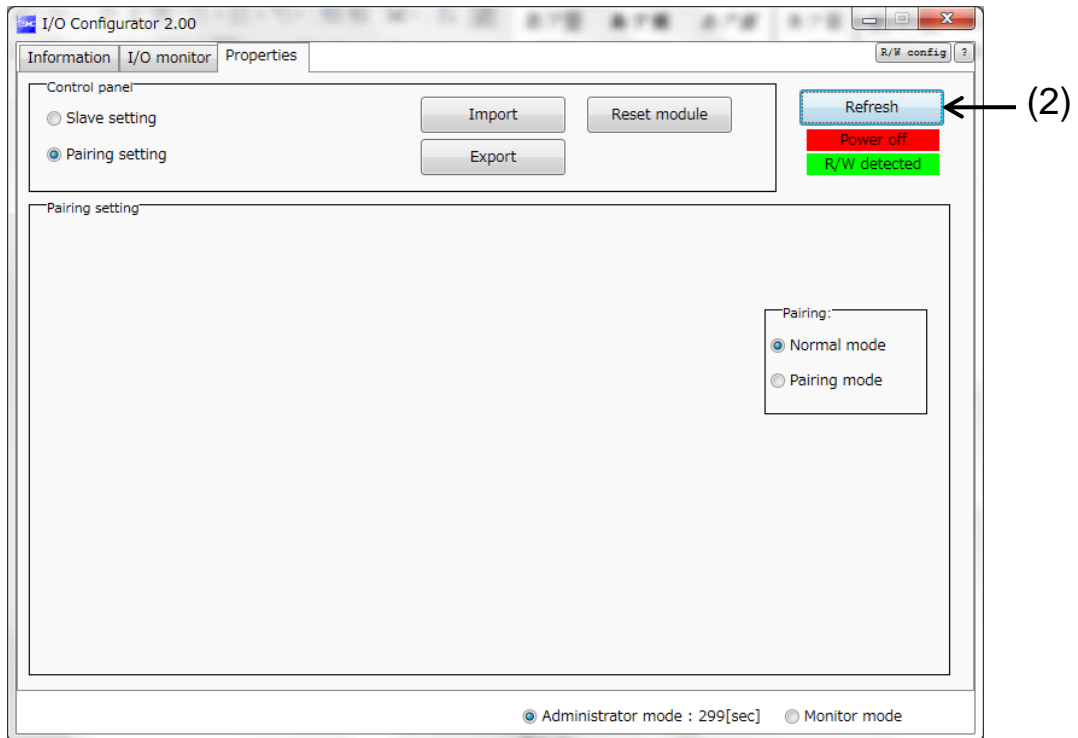 I/O Configurator 2.00
Information I/O monitor Properties R/W config ?
Control panel
Slave setting Import Reset module Refresh (2)
Power off
Pairing setting Export R/W detected
Pairing setting
Pairing:
Normal mode
Pairing mode
Administrator mode : 299[sec] Monitor mode